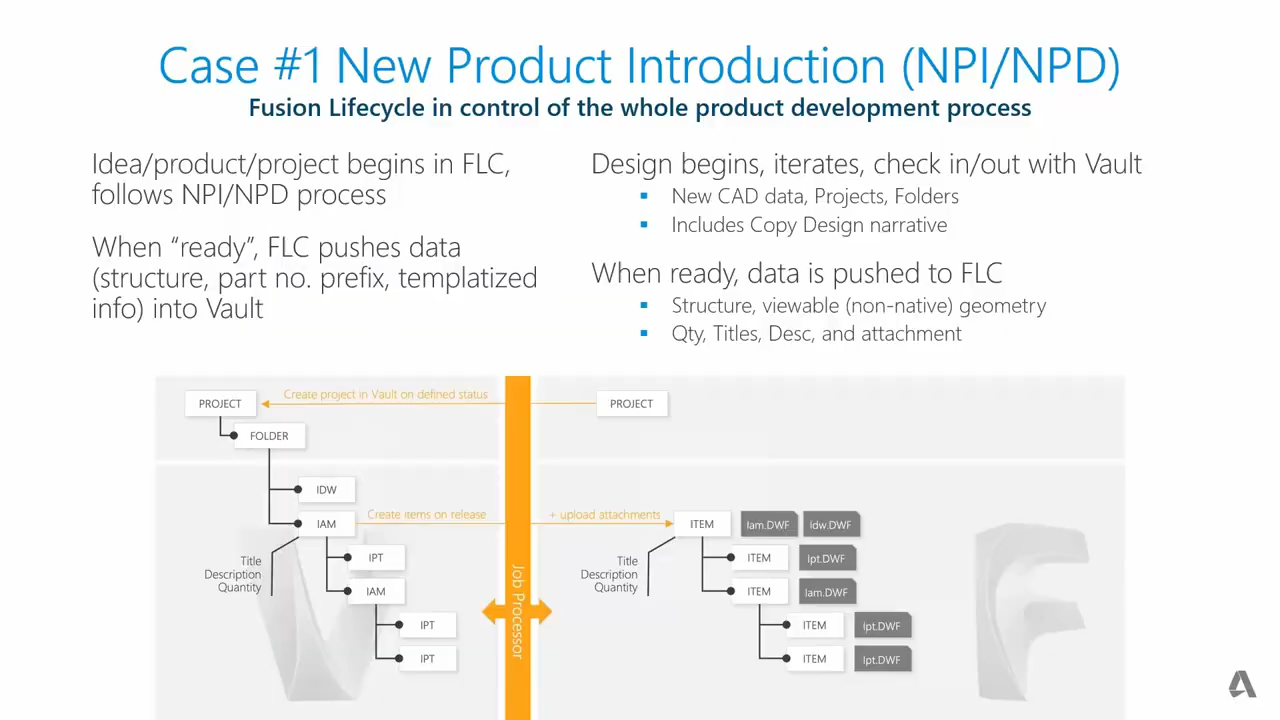 Case #1 New Product Introduction (NPI/NPD)
Fusion Lifecycle in control of the whole product development process
Idea/product/project begins in FLC,
follows NPI/NPD process
When “ready”, FLC pushes data
(structure, part no. prefix, templatized
info) into Vault
Design begins, iterates, check in/out with Vault
▪ New CAD data, Projects, Folders
▪ Includes Copy Design narrative
When ready, data is pushed to FLC
▪ Structure, viewable (non-native) geometry
▪ Qty, Titles, Desc, and attachment
PROJECT
Create project in Vault on defined status
PROJECT
FOLDER
IDW
IAM
Create items on release
Title
Description
Quantity
IPT
IAM
IPT
IPT
Job Processor
+ upload attachments
ITEM
Iam.DWF
Idw.DWF
Title
Description
Quantity
ITEM
Ipt.DWF
ITEM
Iam.DWF
ITEM
Ipt.DWF
ITEM
Ipt.DWF